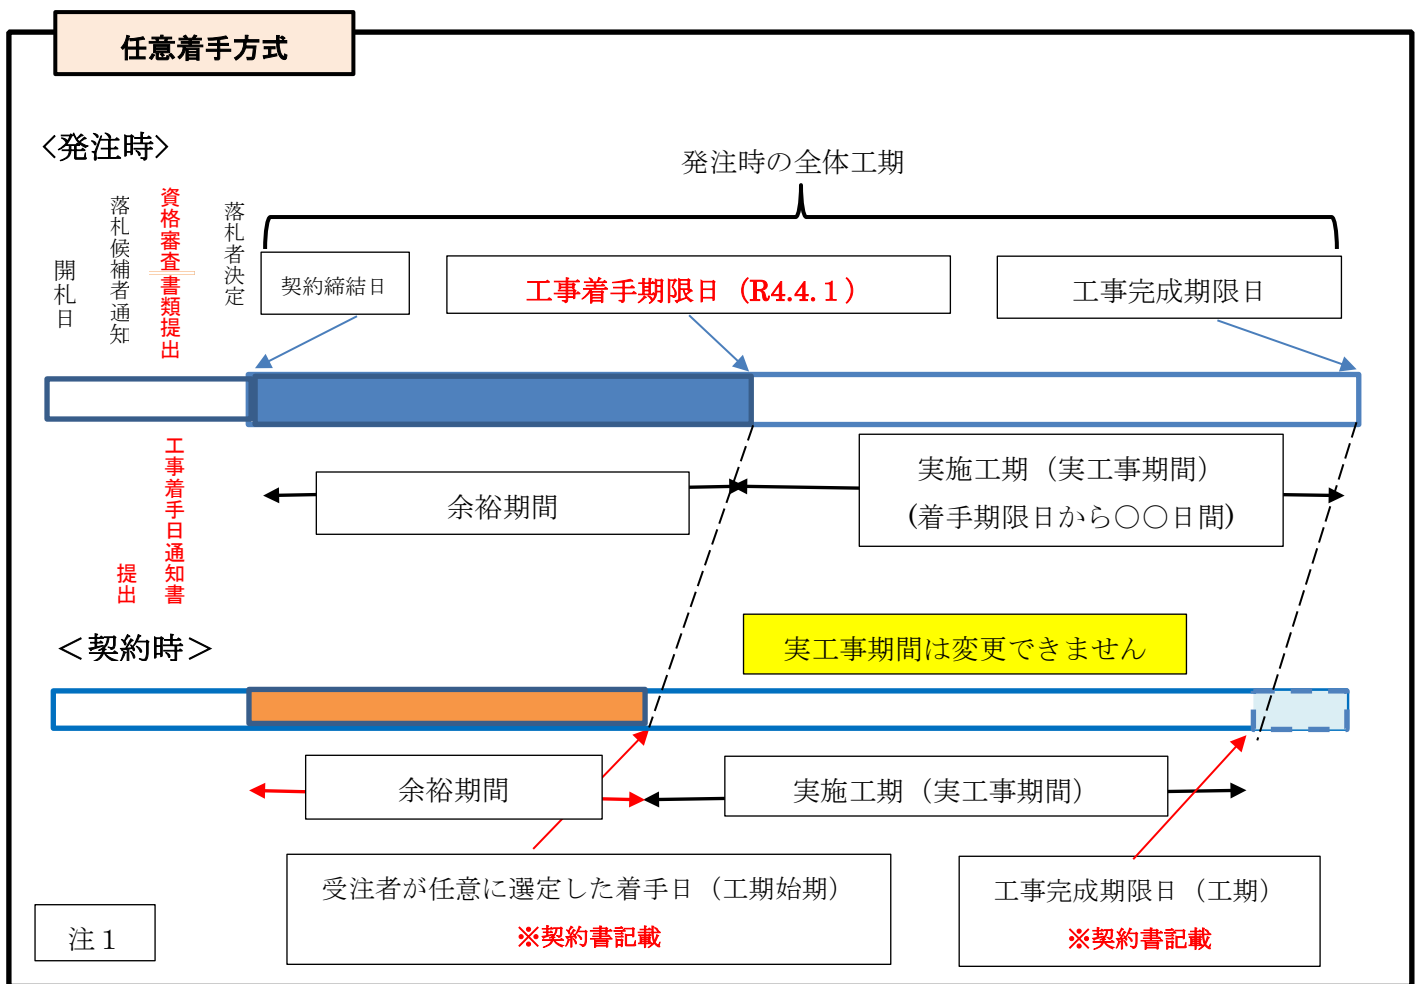 任意着手方式
<発注時>
発注時の全体工期
開札日
落札候補者通知
資格審査書類提出
落札者決定
契約締結日
工事着手期限日（R4.4.1）
工事完成期限日
工事着手日通知書
提出
余裕期間
実施工期（実工事期間）
(着手期限日から〇〇日間)
＜契約時＞
実工事期間は変更できません
余裕期間
実施工期（実工事期間）
受注者が任意に選定した着手日（工期始期）
※契約書記載
工事完成期限日（工期）
※契約書記載
注１